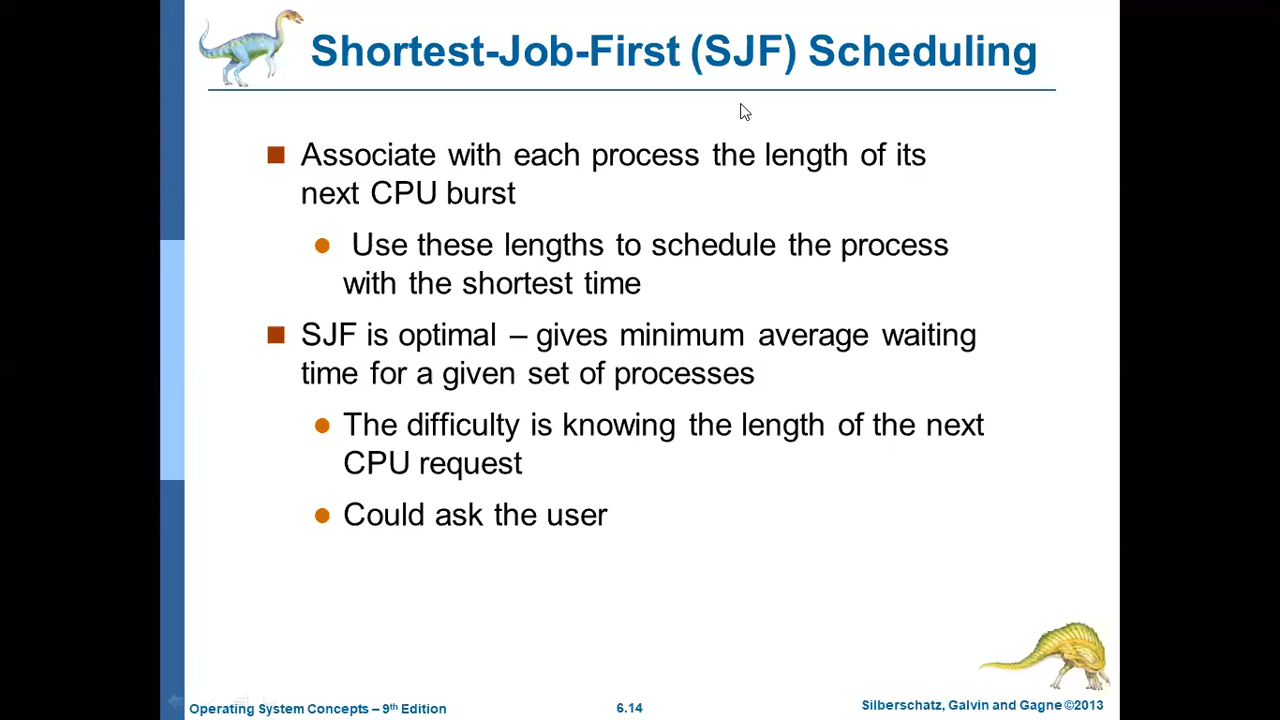 Shortest-Job-First (SJF) Scheduling
Associate with each process the length of its
next CPU burst
Use these lengths to schedule the process
with the shortest time
SJF is optimal – gives minimum average waiting
time for a given set of processes
The difficulty is knowing the length of the next
CPU request
Could ask the user
Operating System Concepts – 9th Edition
6.14
Silberschatz, Galvin and Gagne ©2013